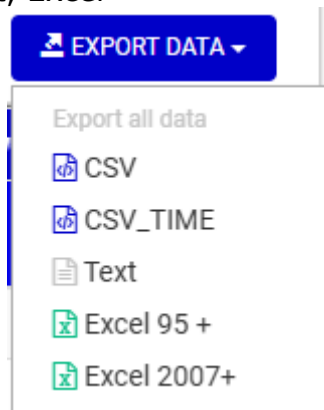 EXPORT DATA
Export all data
CSV
CSV_TIME
Text
Excel 95 +
Excel 2007+